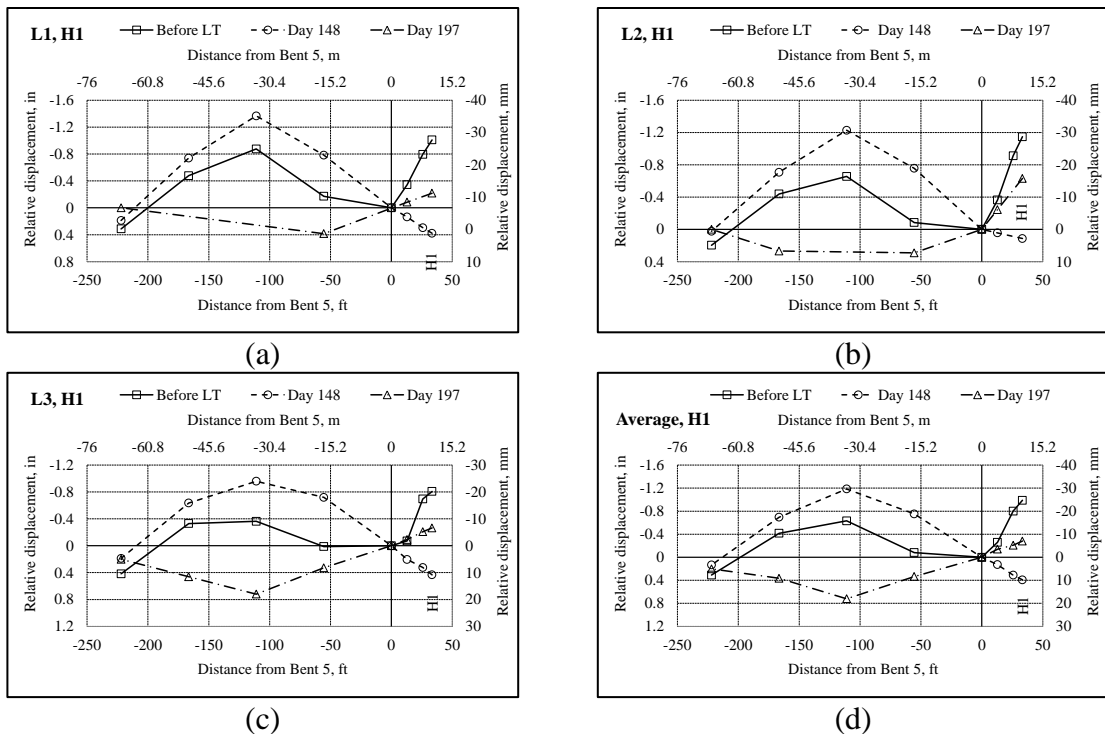 L1, H1 Before LT Day 148 Day 197
Distance from Bent 5, m
-76 -60.8 -45.6 -30.4 -15.2 0 15.2
Relative displacement, in
-1.6 -1.2 -0.8 -0.4 0 0.4 0.8
-40 -30 -20 -10 0 10
Relative displacement, mm
H1
-250 -200 -150 -100 -50 0 50
Distance from Bent 5, ft
(a)
L2, H1 Before LT Day 148 Day 197
Distance from Bent 5, m
-76 -60.8 -45.6 -30.4 -15.2 0 15.2
Relative displacement, in
-1.6 -1.2 -0.8 -0.4 0 0.4
-40 -30 -20 -10 0 10
Relative displacement, mm
H1
-250 -200 -150 -100 -50 0 50
Distance from Bent 5, ft
(b)
L3, H1 Before LT Day 148 Day 197
Distance from Bent 5, m
-76 -60.8 -45.6 -30.4 -15.2 0 15.2
Relative displacement, in
-1.2 -0.8 -0.4 0 0.4 0.8 1.2
-30 -20 -10 0 10 20 30
Relative displacement, mm
H1
-250 -200 -150 -100 -50 0 50
Distance from Bent 5, ft
(c)
Before LT Day 148 Day 197
Average, H1
Distance from Bent 5, m
-76 -60.8 -45.6 -30.4 -15.2 0 15.2
Relative displacement, in
-1.6 -1.2 -0.8 -0.4 0 0.4 0.8 1.2
-40 -30 -20 -10 0 10 20 30
Relative displacement, mm
H1
-250 -200 -150 -100 -50 0 50
Distance from Bent 5, ft
(d)